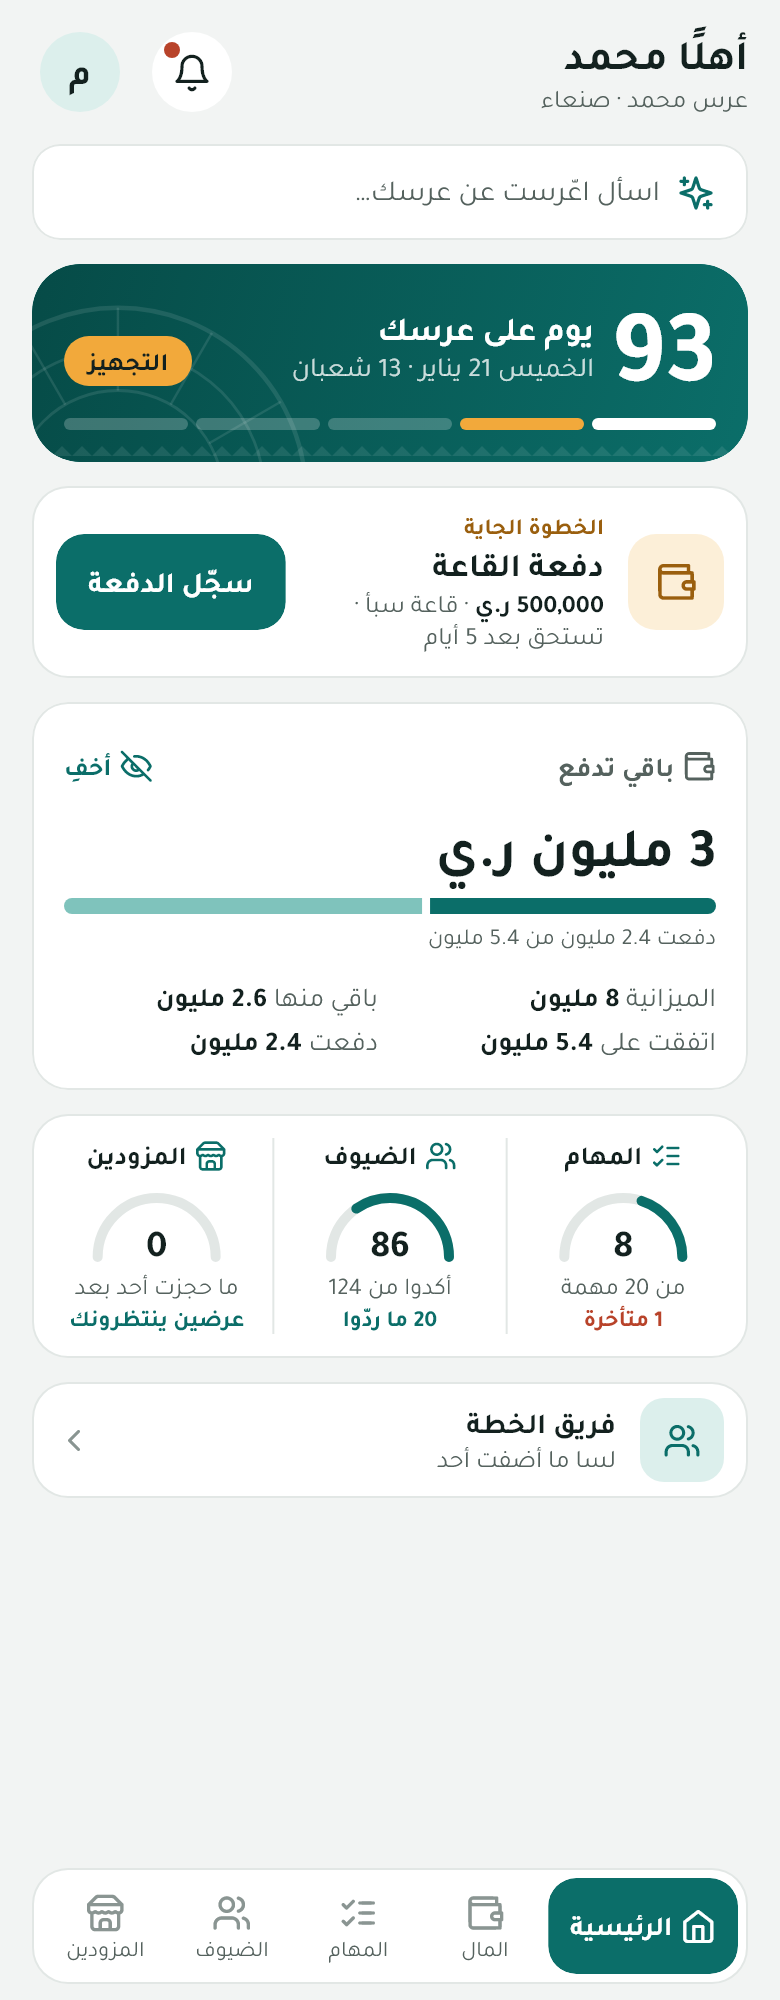 أهلًا محمد
عرس محمد · صنعاء
م
اسأل اعّرست عن عرسك...
93
يوم على عرسك
الخميس 21 يناير · 13 شعبان
التجهيز
الخطوة الجاية
دفعة القاعة
500,000 ر.ي · قاعة سبأ ·
تستحق بعد 5 أيام
سجّل الدفعة
باقي تدفع
أخفِ
3 مليون ر.ي
دفعت 2.4 مليون من 5.4 مليون
الميزانية 8 مليون
باقي منها 2.6 مليون
اتفقت على 5.4 مليون
دفعت 2.4 مليون
المهام
8
من 20 مهمة
1 متأخرة
الضيوف
86
أكدوا من 124
20 ما ردّوا
المزودين
0
ما حجزت أحد بعد
عرضين ينتظرونك
فريق الخطة
لسا ما أضفت أحد
الرئيسية
المال
المهام
الضيوف
المزودين